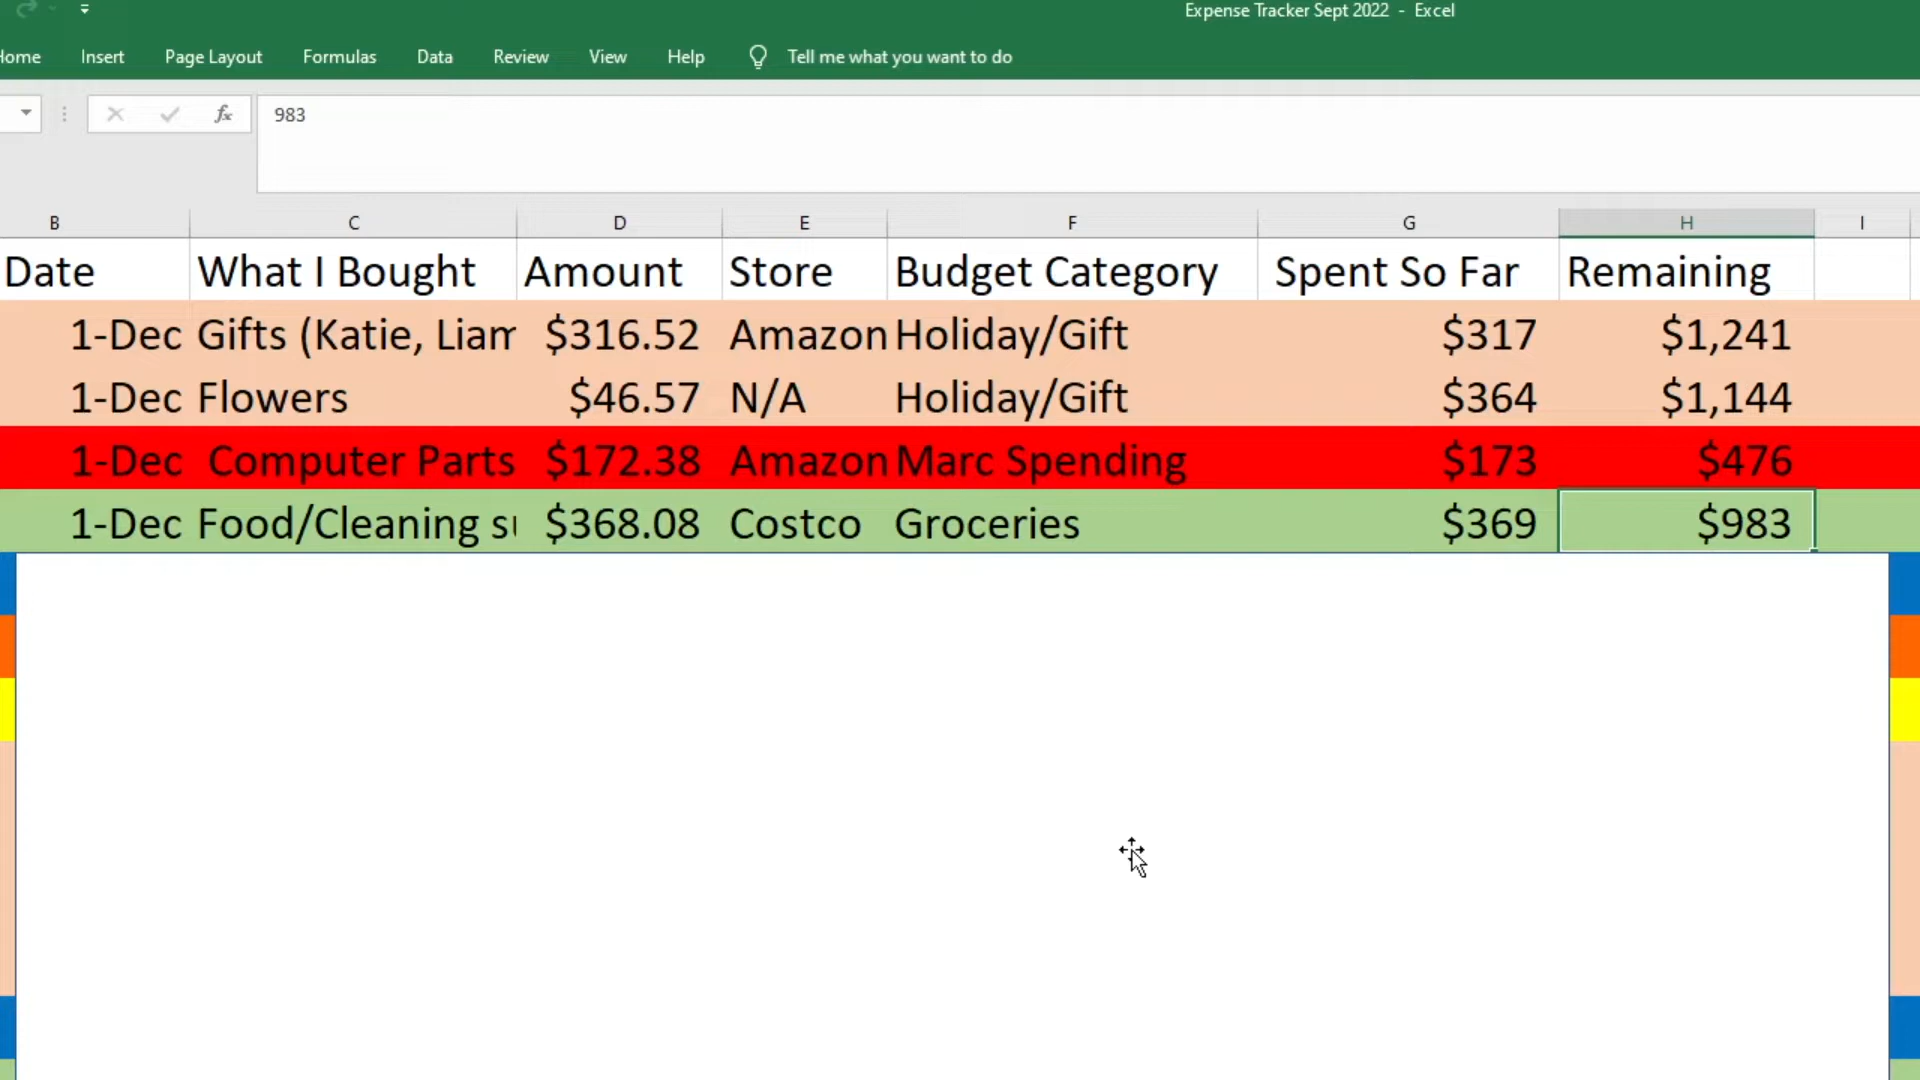 Expense Tracker Sept 2022 - Excel
Home Insert Page Layout Formulas Data Review View Help Tell me what you want to do
fx 983
B C D E F G H I
Date What I Bought Amount Store Budget Category Spent So Far Remaining
1-Dec Gifts (Katie, Liam $316.52 Amazon Holiday/Gift $317 $1,241
1-Dec Flowers $46.57 N/A Holiday/Gift $364 $1,144
1-Dec Computer Parts $172.38 Amazon Marc Spending $173 $476
1-Dec Food/Cleaning su $368.08 Costco Groceries $369 $983